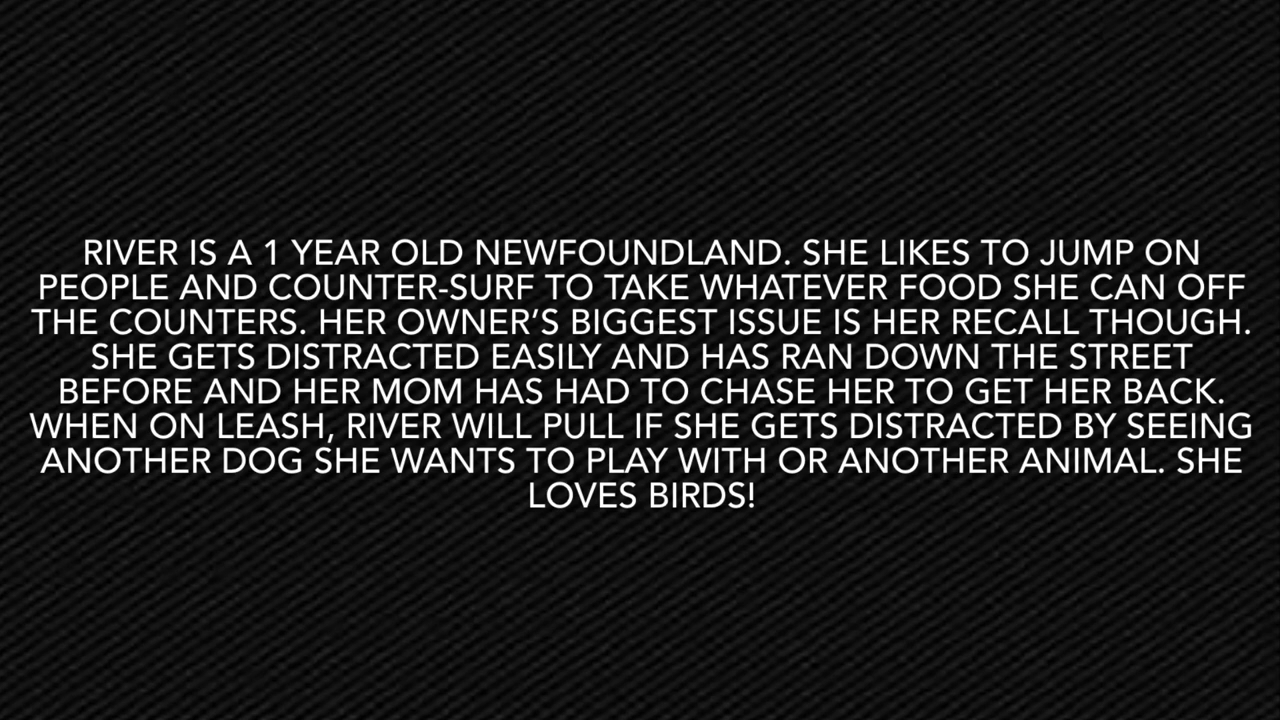 RIVER IS A 1 YEAR OLD NEWFOUNDLAND. SHE LIKES TO JUMP ON
PEOPLE AND COUNTER-SURF TO TAKE WHATEVER FOOD SHE CAN OFF
THE COUNTERS. HER OWNER’S BIGGEST ISSUE IS HER RECALL THOUGH.
SHE GETS DISTRACTED EASILY AND HAS RAN DOWN THE STREET
BEFORE AND HER MOM HAS HAD TO CHASE HER TO GET HER BACK.
WHEN ON LEASH, RIVER WILL PULL IF SHE GETS DISTRACTED BY SEEING
ANOTHER DOG SHE WANTS TO PLAY WITH OR ANOTHER ANIMAL. SHE
LOVES BIRDS!